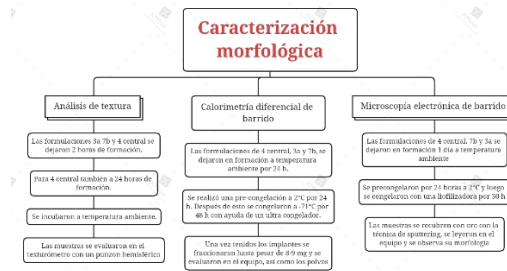 Caracterización
morfológica
Análisis de textura
Las formulaciones 3a 7b y 4 central se
dejaron 2 horas de formación.
Para 4 central también a 24 horas de
formación.
Se incubaron a temperatura ambiente.
Las muestras se evaluaron en el
texturómetro con un punzon hemisférico
Calorimetría diferencial de
barrido
Las formulaciones de 4 central, 3a y 7b, se
dejaron en formación a temperatura
ambiente por 24 h.
Se realizó una pre-congelación a 2°C por 24
h. Después de esto se congelaron a -71°C por
48 h con ayuda de un ultra congelador.
Una vez tenidos los implantes se
fraccionaron hasta pesar de 8-9 mg y se
evaluaron en el equipo, así como los polvos
Microscopía electrónica de barrido
Las formulaciones de 4 central, 7b y 3a se
dejaron en formación 1 día a temperatura
ambiente
Se precongelaron por 24 horas a 2°C y luego
se congelaron con una liofilizadora por 30 h
Las muestras se recubren con oro con la
técnica de sputtering, se leyeron en el
equipo y se observa su morfología